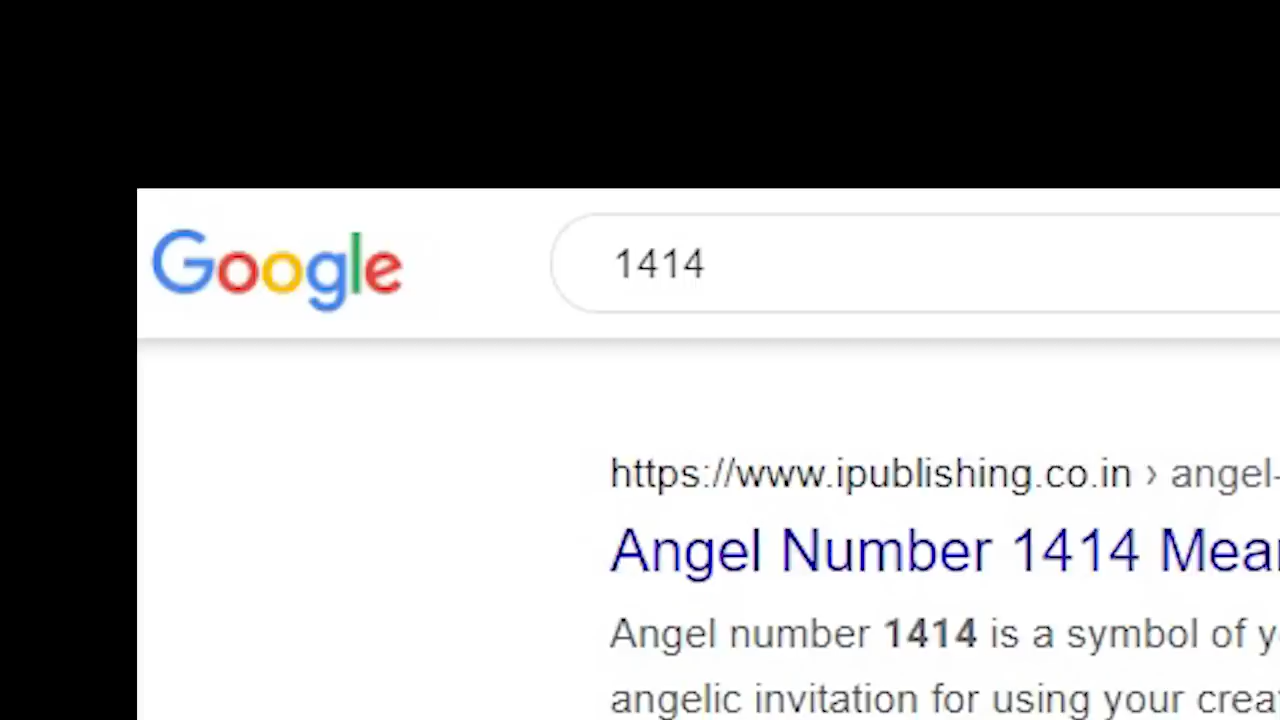 Google
1414
https://www.ipublishing.co.in › angel-
Angel Number 1414
Angel number 1414 is a symbol of
angelic invitation for using your